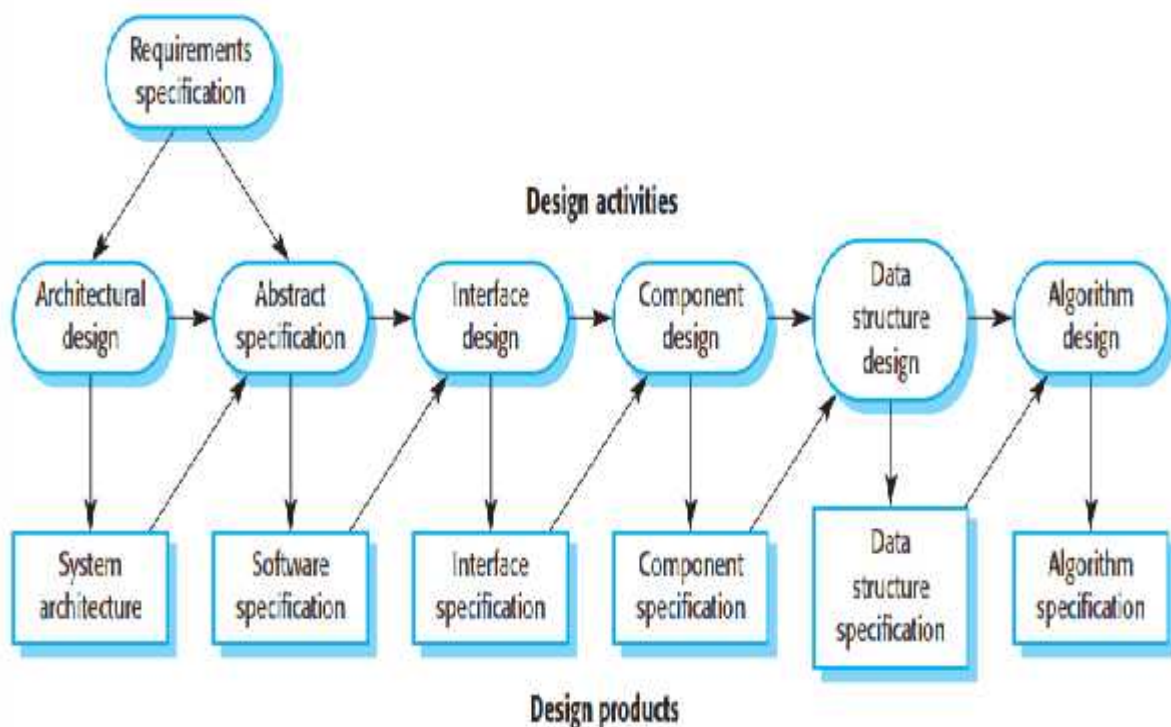 Requirements
specification
Design activities
Architectural
design
Abstract
specification
Interface
design
Component
design
Data
structure
design
Algorithm
design
System
architecture
Software
specification
Interface
specification
Component
specification
Data
structure
specification
Algorithm
specification
Design products